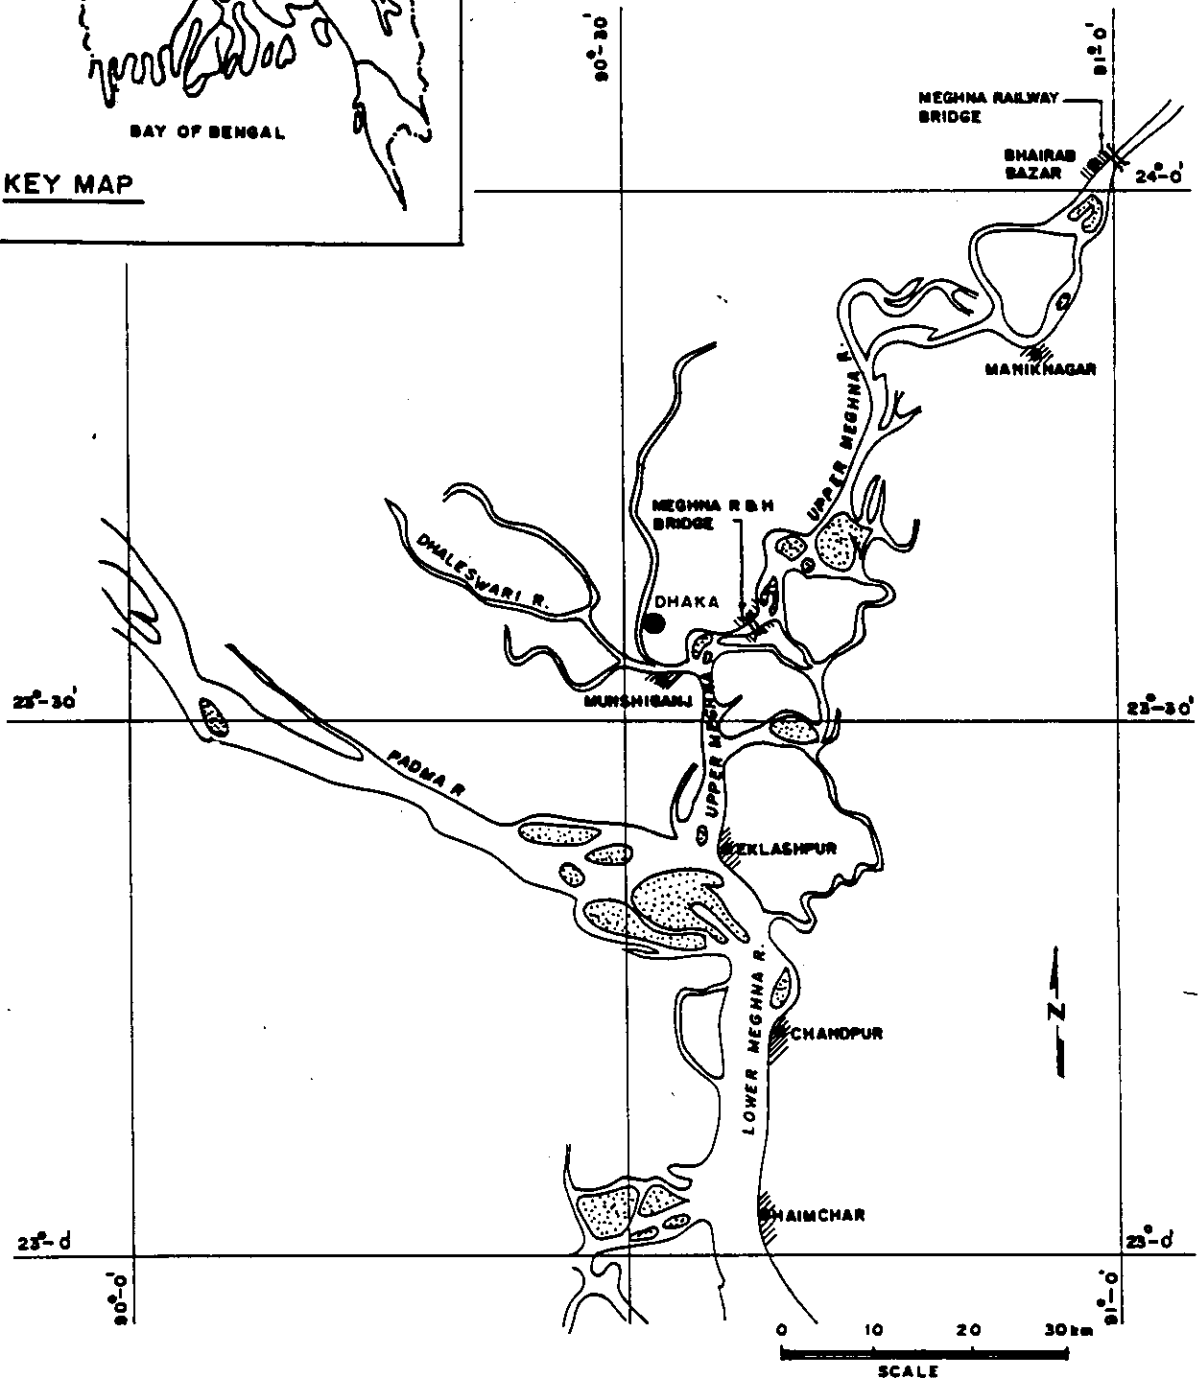 BAY OF BENGAL
KEY MAP
90°-30'
91°-0'
MEGHNA RAILWAY
BRIDGE
BHAIRAB
BAZAR
24°-0'
MANIKNAGAR
UPPER MEGHNA R.
MEGHNA R & H
BRIDGE
DHALESWARI R.
DHAKA
MUNSHIGANJ
23°-30'
23°-30'
PADMA R
UPPER MEGHNA
EKLASHPUR
LOWER MEGHNA R.
N
CHANDPUR
HAIMCHAR
23°-0'
23°-0'
90°-0'
91°-0'
0 10 20 30 km
SCALE